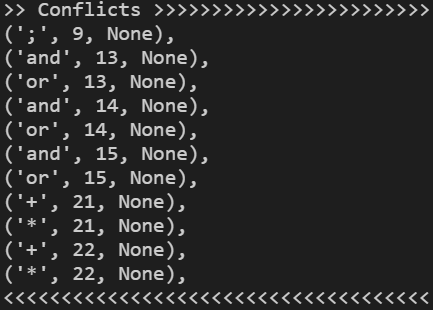 >> Conflicts >>>>>>>>>>>>>>>>>>>>>>>>
(';', 9, None),
('and', 13, None),
('or', 13, None),
('and', 14, None),
('or', 14, None),
('and', 15, None),
('or', 15, None),
('+', 21, None),
('*', 21, None),
('+', 22, None),
('*', 22, None),
<<<<<<<<<<<<<<<<<<<<<<<<<<<<<<<<<<<<<